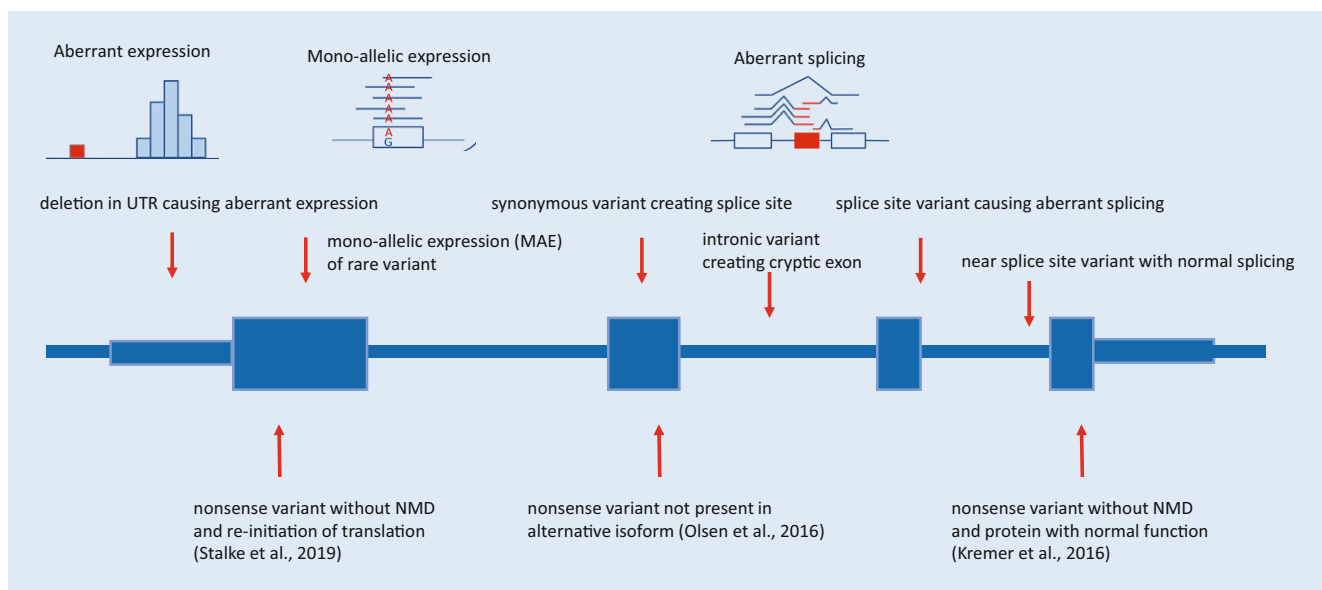 Aberrant expression
Mono-allelic expression
Aberrant splicing
A
A
A
A
A
A
G
deletion in UTR causing aberrant expression
synonymous variant creating splice site
splice site variant causing aberrant splicing
mono-allelic expression (MAE)
of rare variant
intronic variant
creating cryptic exon
near splice site variant with normal splicing
nonsense variant without NMD
and re-initiation of translation
(Stalke et al., 2019)
nonsense variant not present in
alternative isoform (Olsen et al., 2016)
nonsense variant without NMD
and protein with normal function
(Kremer et al., 2016)